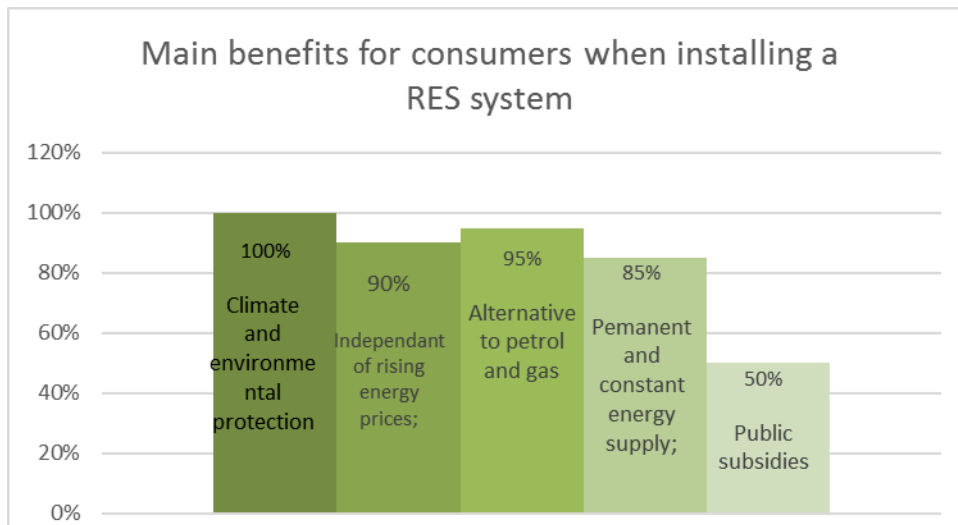 Main benefits for consumers when installing a
RES system
120%
100%
80%
60%
40%
20%
0%
100%
Climate
and
environme
ntal
protection
90%
Independant
of rising
energy
prices;
95%
Alternative
to petrol
and gas
85%
Pemanent
and
constant
energy
supply;
50%
Public
subsidies